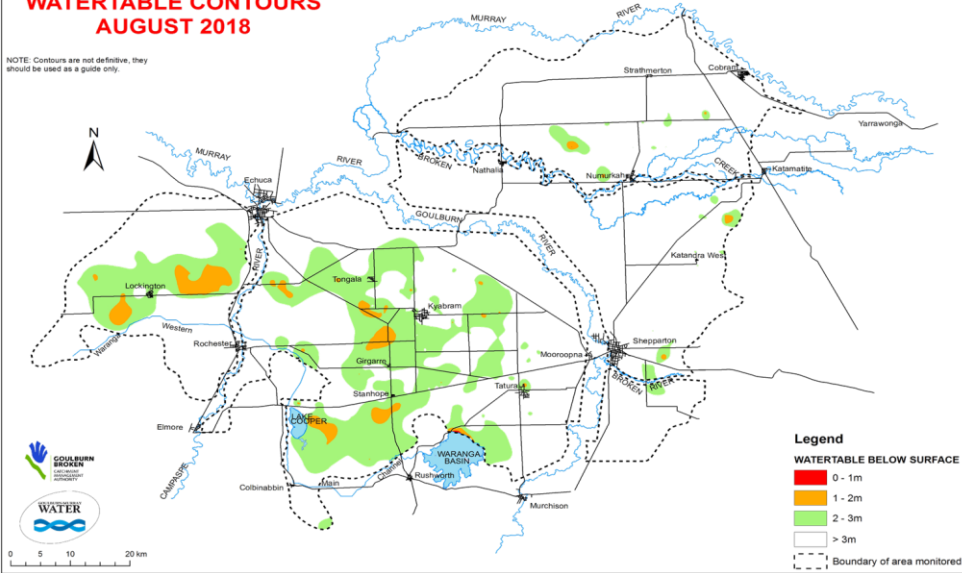 WATERTABLE CONTOURS
AUGUST 2018
NOTE: Contours are not definitive, they
should be used as a guide only.
N
MURRAY
RIVER
Strathmerton
Cobram
Yarrawonga
MURRAY
RIVER
BROKEN
Nathalia
Numurkah
CREEK
Katamatite
Echuca
GOULBURN
RIVER
Katandra Wes
RIVER
Lockington
Tongala
Kyabram
Western
Waranga
Rochester
Girgarre
Mooroopna
Shepparton
BROKEN
RIVER
Stanhope
Tatura
LAKE
COOPER
Elmore
WARANGA
BASIN
CAMPASPE
Colbinabbin
Main
Channel
Rushworth
Murchison
GOULBURN
BROKEN
CATCHMENT
MANAGEMENT
AUTHORITY
GOULBURN-MURRAY
WATER
0 5 10 20 km
Legend
WATERTABLE BELOW SURFACE
0 - 1m
1 - 2m
2 - 3m
> 3m
Boundary of area monitored